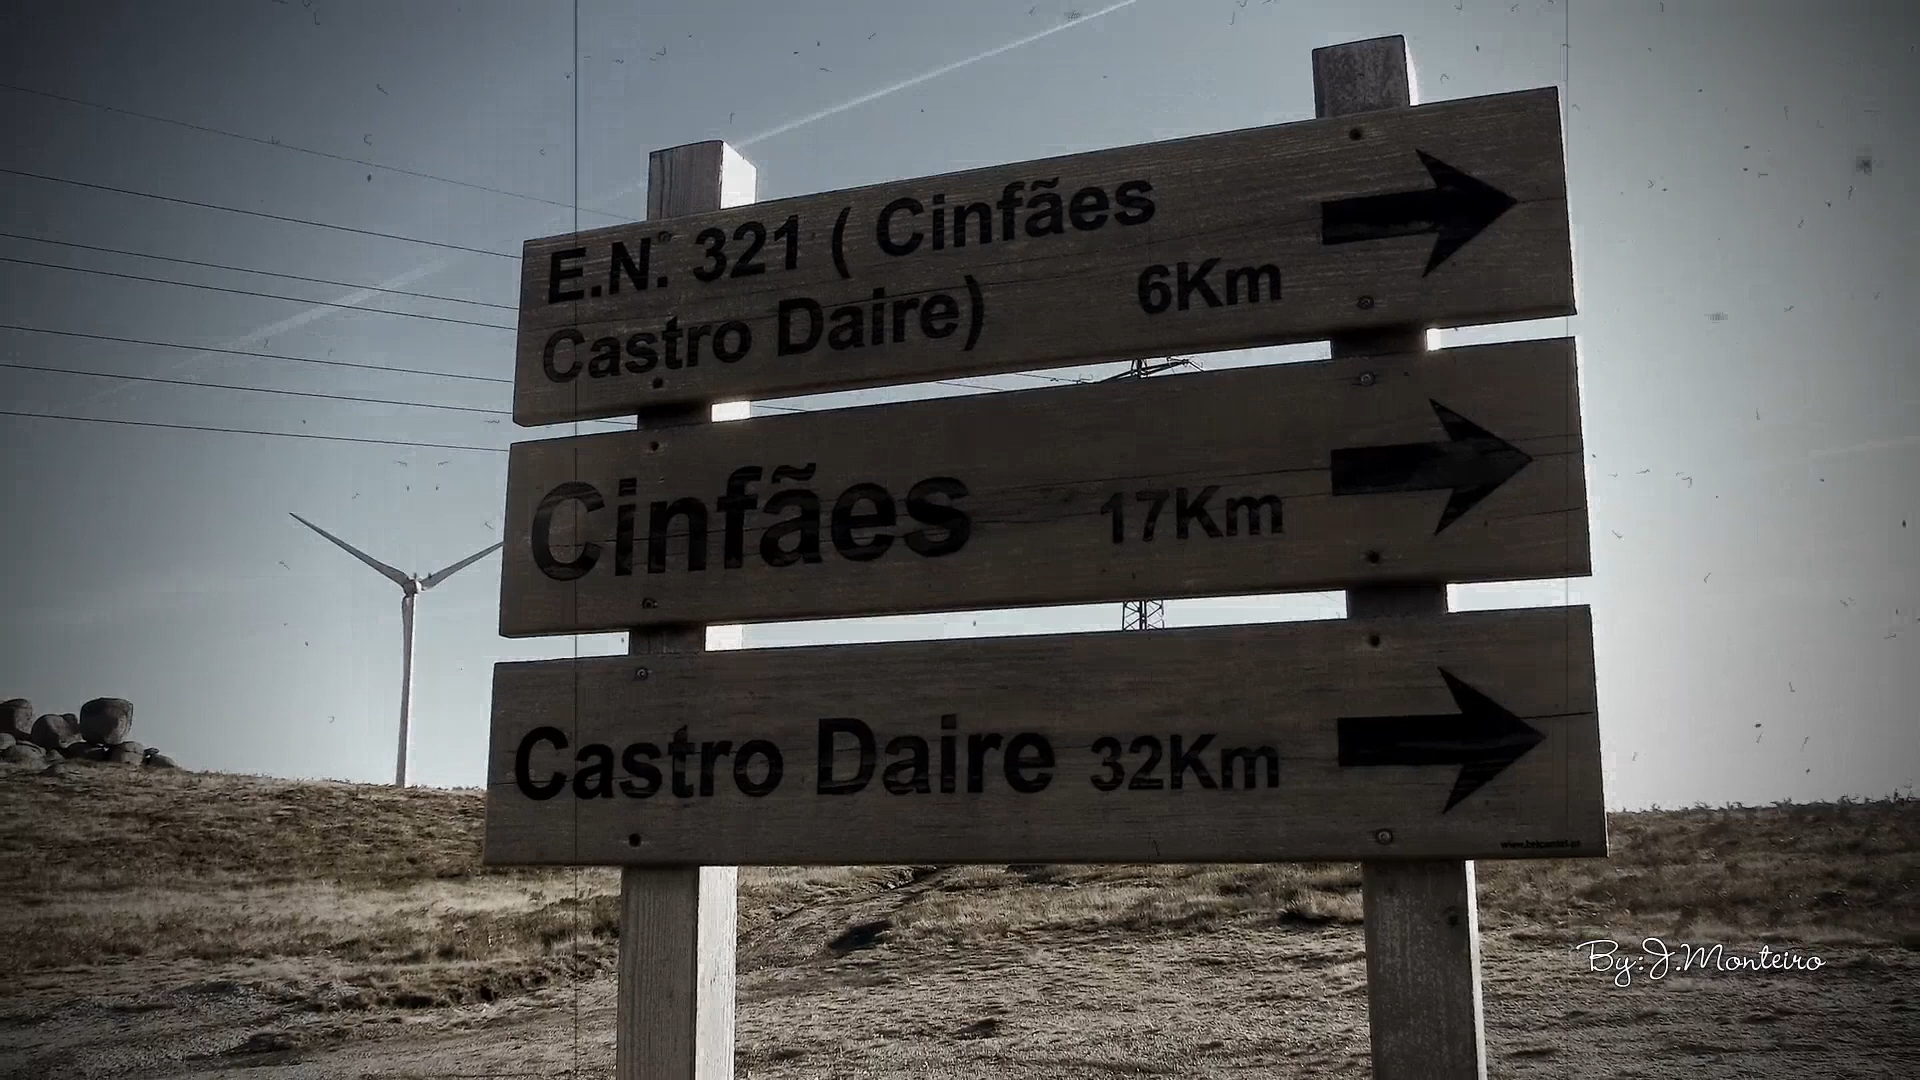 E.N.º 321 ( Cinfães
Castro Daire) 6Km
Cinfães 17Km
Castro Daire 32Km
By:J.Monteiro